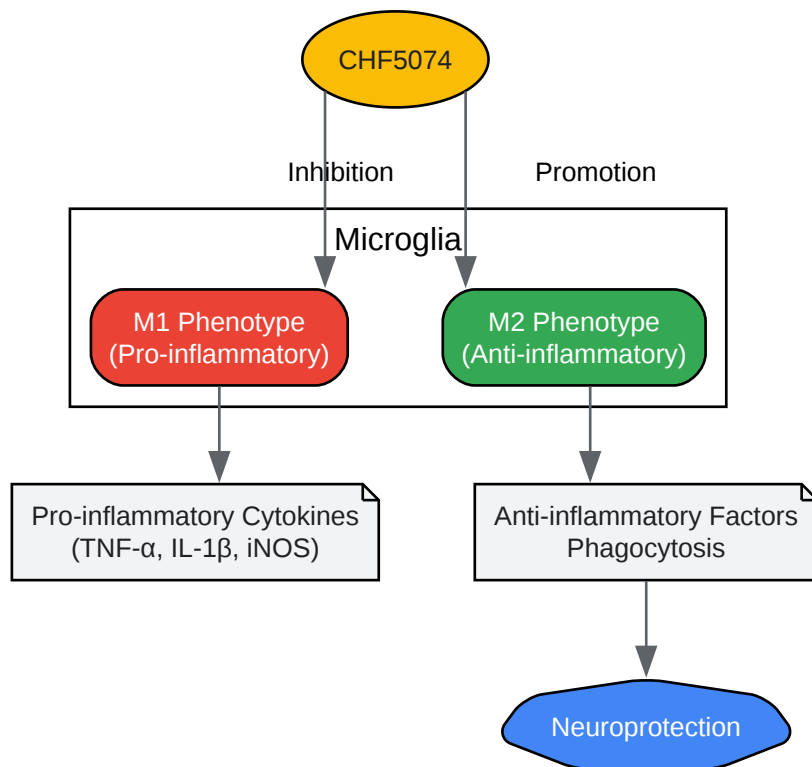 CHF5074
Inhibition
Promotion
Microglia
M1 Phenotype
(Pro-inflammatory)
M2 Phenotype
(Anti-inflammatory)
Pro-inflammatory Cytokines
(TNF-α, IL-1β, iNOS)
Anti-inflammatory Factors
Phagocytosis
Neuroprotection